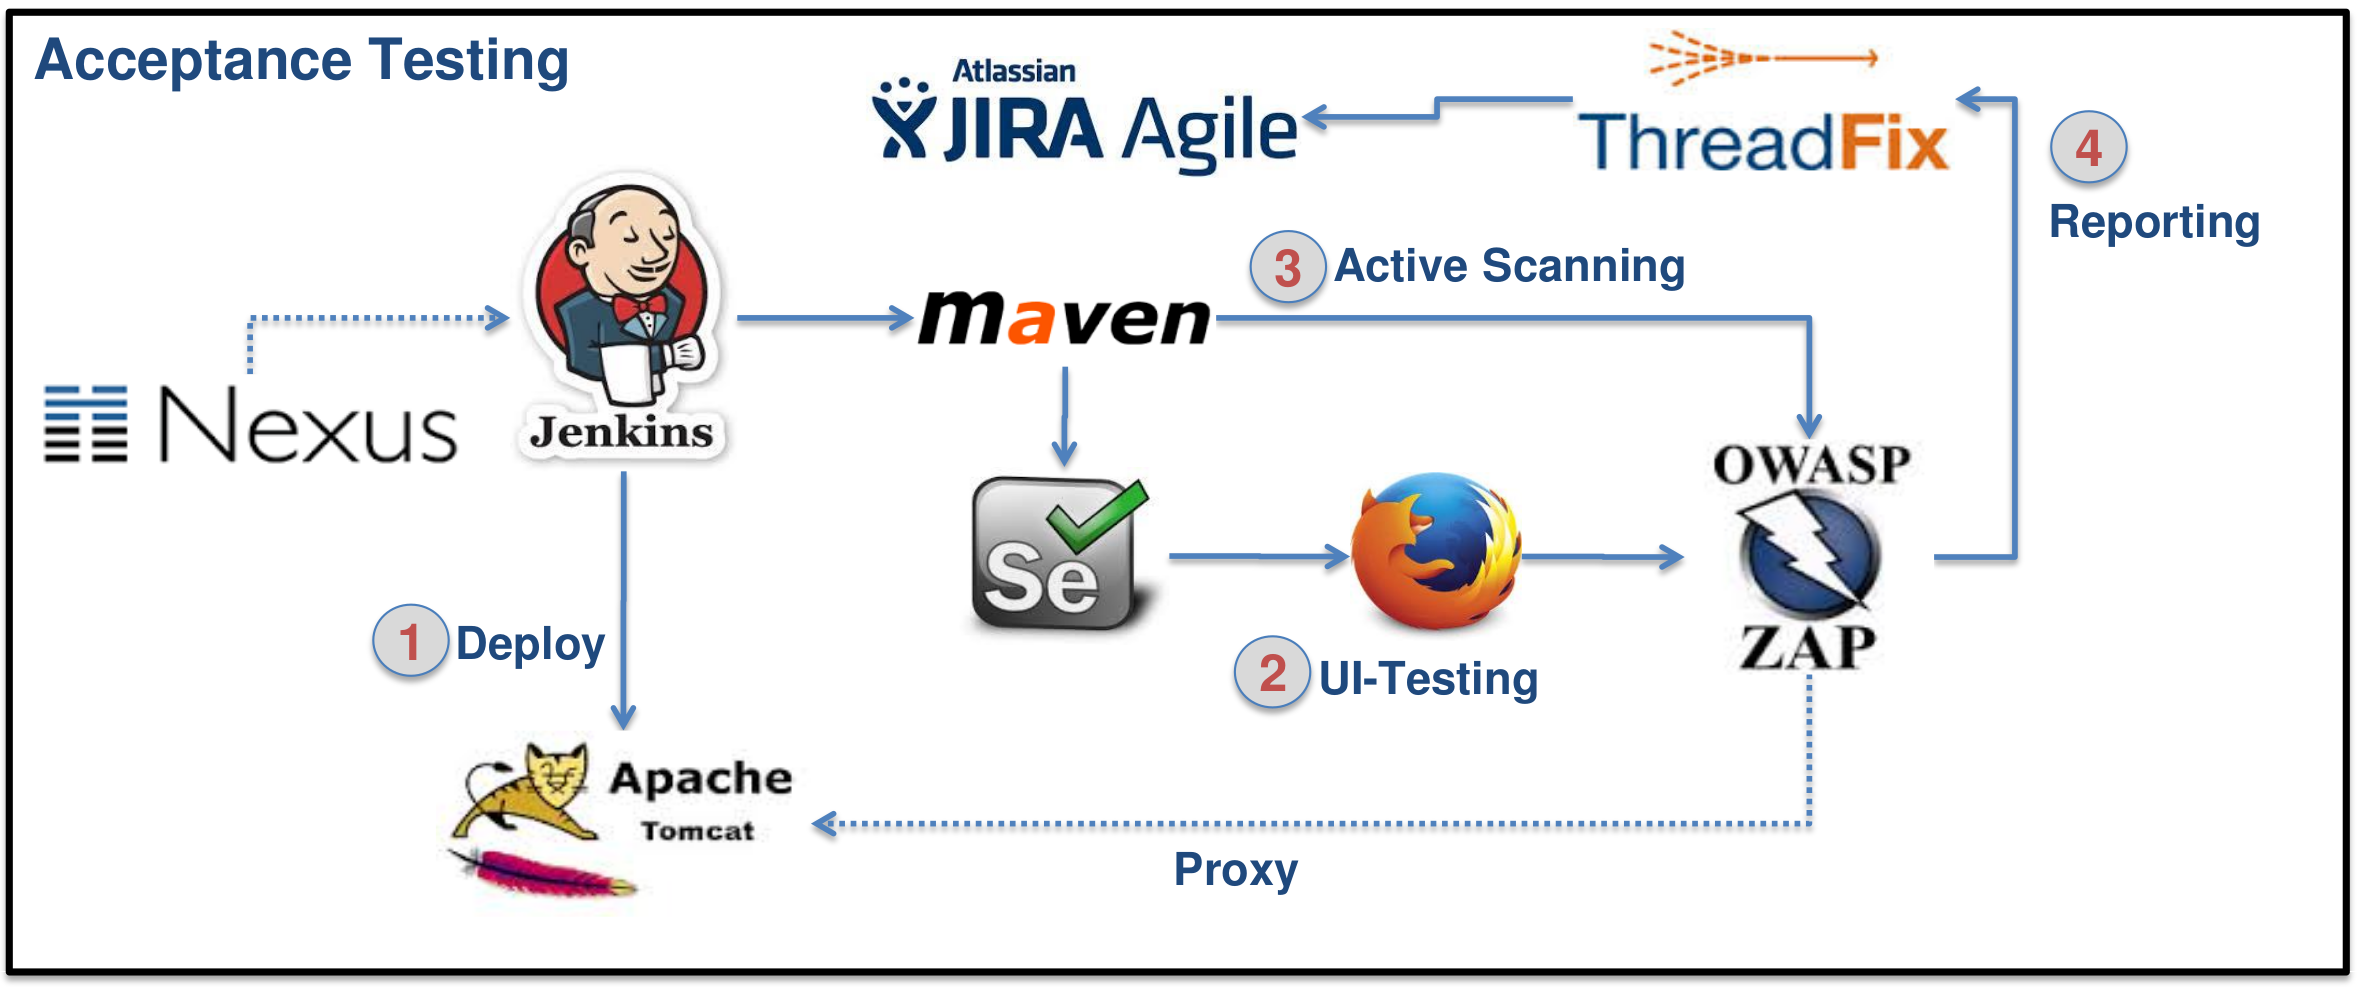 Acceptance Testing
Atlassian
JIRA Agile
ThreadFix
4
Reporting
3 Active Scanning
maven
Nexus
Jenkins
OWASP
ZAP
Se
1 Deploy
2 UI-Testing
Apache
Tomcat
Proxy